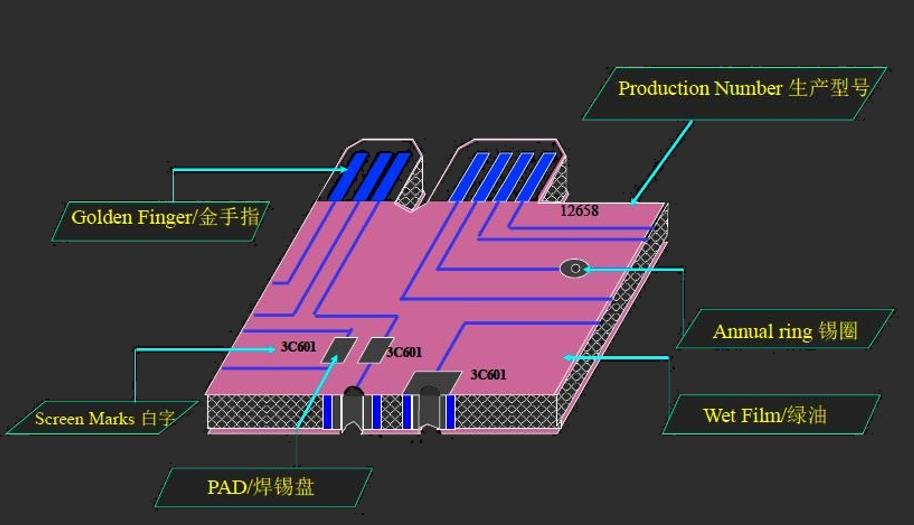 Production Number 生产型号
Golden Finger/金手指
12658
Annual ring 锡圈
3C601
3C601
3C601
Screen Marks 白字
Wet Film/绿油
PAD/焊锡盘